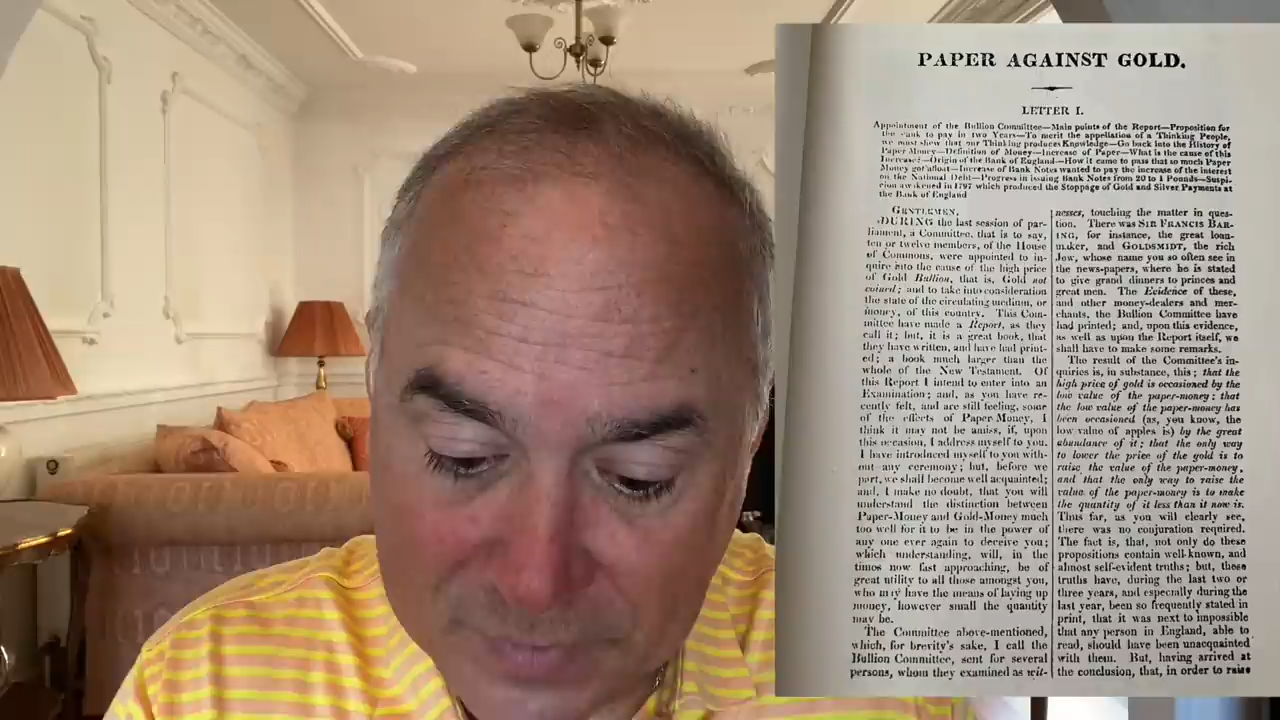 PAPER AGAINST GOLD.
LETTER I.
Appointment of the Bullion Committee—Main points of the Report—Proposition for
the Bank to pay in two Years—To merit the appellation of a Thinking People,
we must shew that our Thinking produces Knowledge—Go back into the History of
Paper Money—Definition of Money—Increase of Paper—What is the cause of this
Increase?—Origin of the Bank of England—How it came to pass that so much Paper
Money got afloat—Increase of Bank Notes wanted to pay the increase of the interest
on the National Debt—Progress in issuing Bank Notes from 20 to 1 Pounds—Suspi-
cion awakened in 1797 which produced the Stoppage of Gold and Silver Payments at
the Bank of England
GENTLEMEN,
DURING the last session of par-
liament, a Committee, that is to say,
ten or twelve members, of the House
of Commons, were appointed to in-
quire into the cause of the high price
of Gold Bullion, that is, Gold not
coined; and to take into consideration
the state of the circulating medium, or
money, of this country. This Com-
mittee have made a Report, as they
call it; but, it is a great book, that
they have written, and have had print-
ed; a book much larger than the
whole of the New Testament. Of
this Report I intend to enter into an
Examination; and, as you have re-
cently felt, and are still feeling, some
of the effects of Paper-Money, I
think it may not be amiss, if, upon
this occasion, I address myself to you.
I have introduced myself to you with-
out any ceremony; but, before we
part, we shall become well acquainted;
and, I make no doubt, that you will
understand the distinction between
Paper-Money and Gold-Money much
too well for it to be in the power of
any one ever again to deceive you;
which understanding, will, in the
times now fast approaching, be of
great utility to all those amongst you,
who may have the means of laying up
money, however small the quantity
may be.
The Committee above-mentioned,
which, for brevity's sake, I call the
Bullion Committee, sent for several
persons, whom they examined as wit-
nesses, touching the matter in ques-
tion. There was SIR FRANCIS BAR-
ING, for instance, the great loan-
maker, and GOLDSMIDT, the rich
Jew, whose name you so often see in
the news-papers, where he is stated
to give grand dinners to princes and
great men. The Evidence of these,
and other money-dealers and mer-
chants, the Bullion Committee have
had printed; and, upon this evidence,
as well as upon the Report itself, we
shall have to make some remarks.
The result of the Committee's in-
quiries is, in substance, this; that the
high price of gold is occasioned by the
low value of the paper-money; that
the low value of the paper-money has
been occasioned (as, you know, the
low value of apples is) by the great
abundance of it; that the only way
to lower the price of the gold is to
raise the value of the paper-money,
and that the only way to raise the
value of the paper-money is to make
the quantity of it less than it now is.
Thus far, as you will clearly see,
there was no conjuration required.
The fact is, that, not only do these
propositions contain well-known, and
almost self-evident truths; but, these
truths have, during the last two or
three years, and especially during the
last year, been so frequently stated in
print, that it was next to impossible
that any person in England, able to
read, should have been unacquainted
with them. But, having arrived at
the conclusion, that, in order to raise